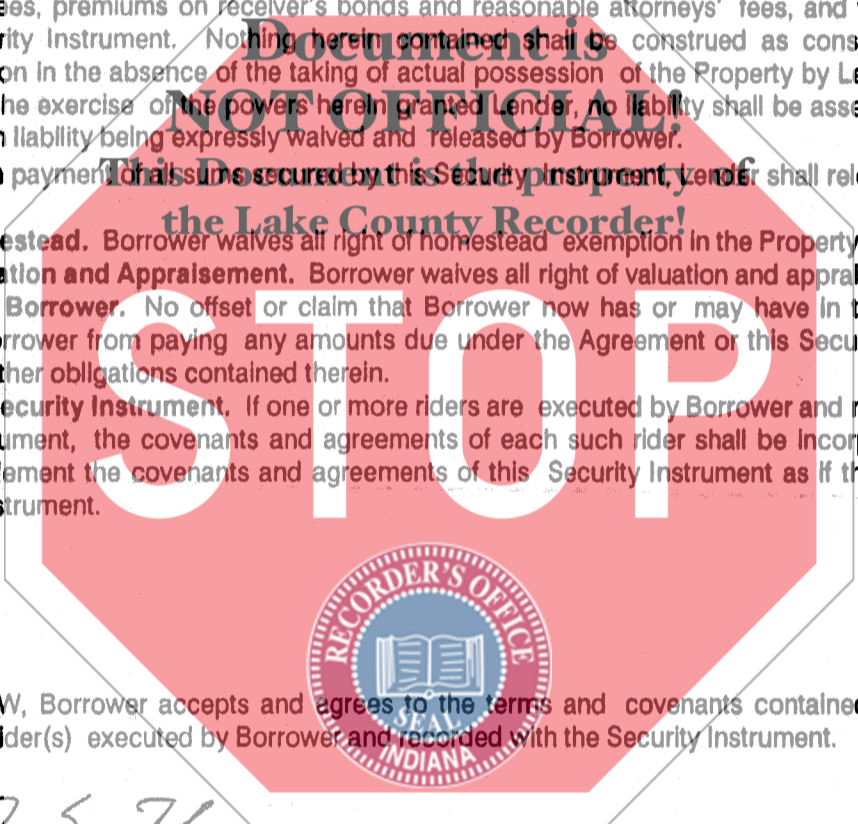 ees, premiums on receiver's bonds and reasonable attorneys' fees, and
rity Instrument. Nothing herein contained shall be construed as cons
Document is
on in the absence of the taking of actual possession of the Property by Le
he exercise of the powers herein granted Lender, no liability shall be asse
NOT OFFICIAL!
n liability being expressly waived and released by Borrower.
payment of all sums secured by this Security Instrument, Lender shall rel
This Document is the property of
the Lake County Recorder!
estead. Borrower waives all right of homestead exemption in the Property
ation and Appraisement. Borrower waives all right of valuation and apprai
Borrower. No offset or claim that Borrower now has or may have in t
rrower from paying any amounts due under the Agreement or this Secu
ther obligations contained therein.
STOP
ecurity Instrument. If one or more riders are executed by Borrower and r
ument, the covenants and agreements of each such rider shall be incorp
ement the covenants and agreements of this Security Instrument as if th
strument.
RECORDER'S OFFICE
SEAL
INDIANA
W, Borrower accepts and agrees to the terms and covenants contained
ider(s) executed by Borrower and recorded with the Security Instrument.